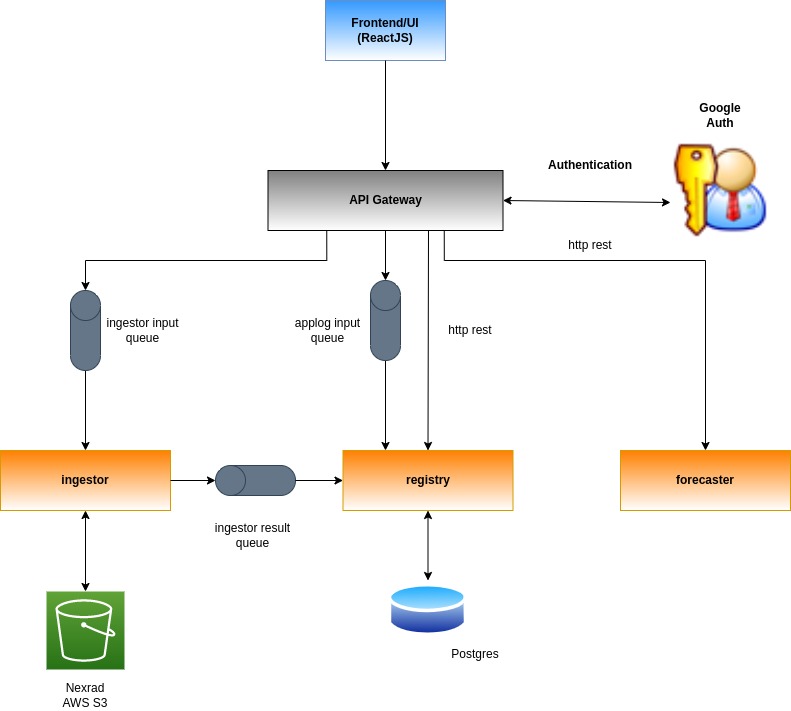 Frontend/UI
(ReactJS)
Google
Auth
Authentication
API Gateway
http rest
ingestor input
queue
applog input
queue
http rest
ingestor
registry
forecaster
ingestor result
queue
Postgres
Nexrad
AWS S3